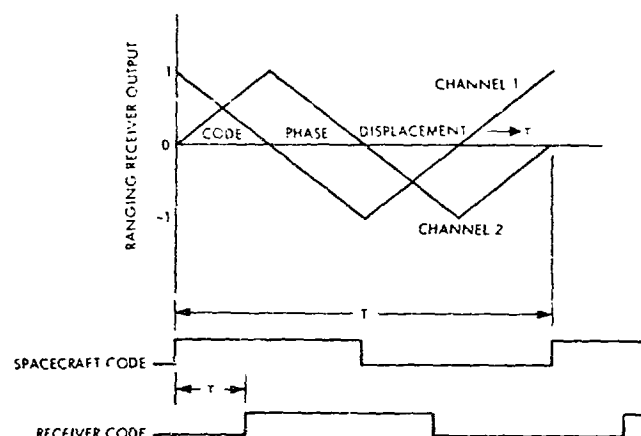 RANGING RECEIVER OUTPUT
1
0
-1
CHANNEL 1
CODE PHASE DISPLACEMENT → τ
CHANNEL 2
T
SPACECRAFT CODE
τ
RECEIVER CODE